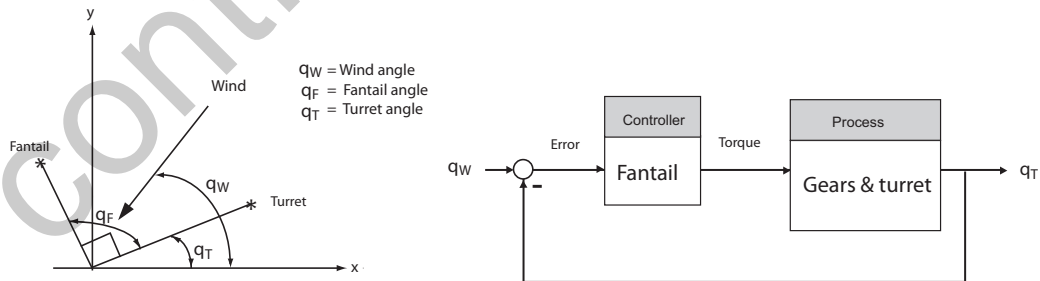 y
Wind
Fantail
*
qF
qW
*
Turret
qT
x
qW = Wind angle
qF = Fantail angle
qT = Turret angle
qW
Error
-
Controller
Fantail
Torque
Process
Gears & turret
qT
cont